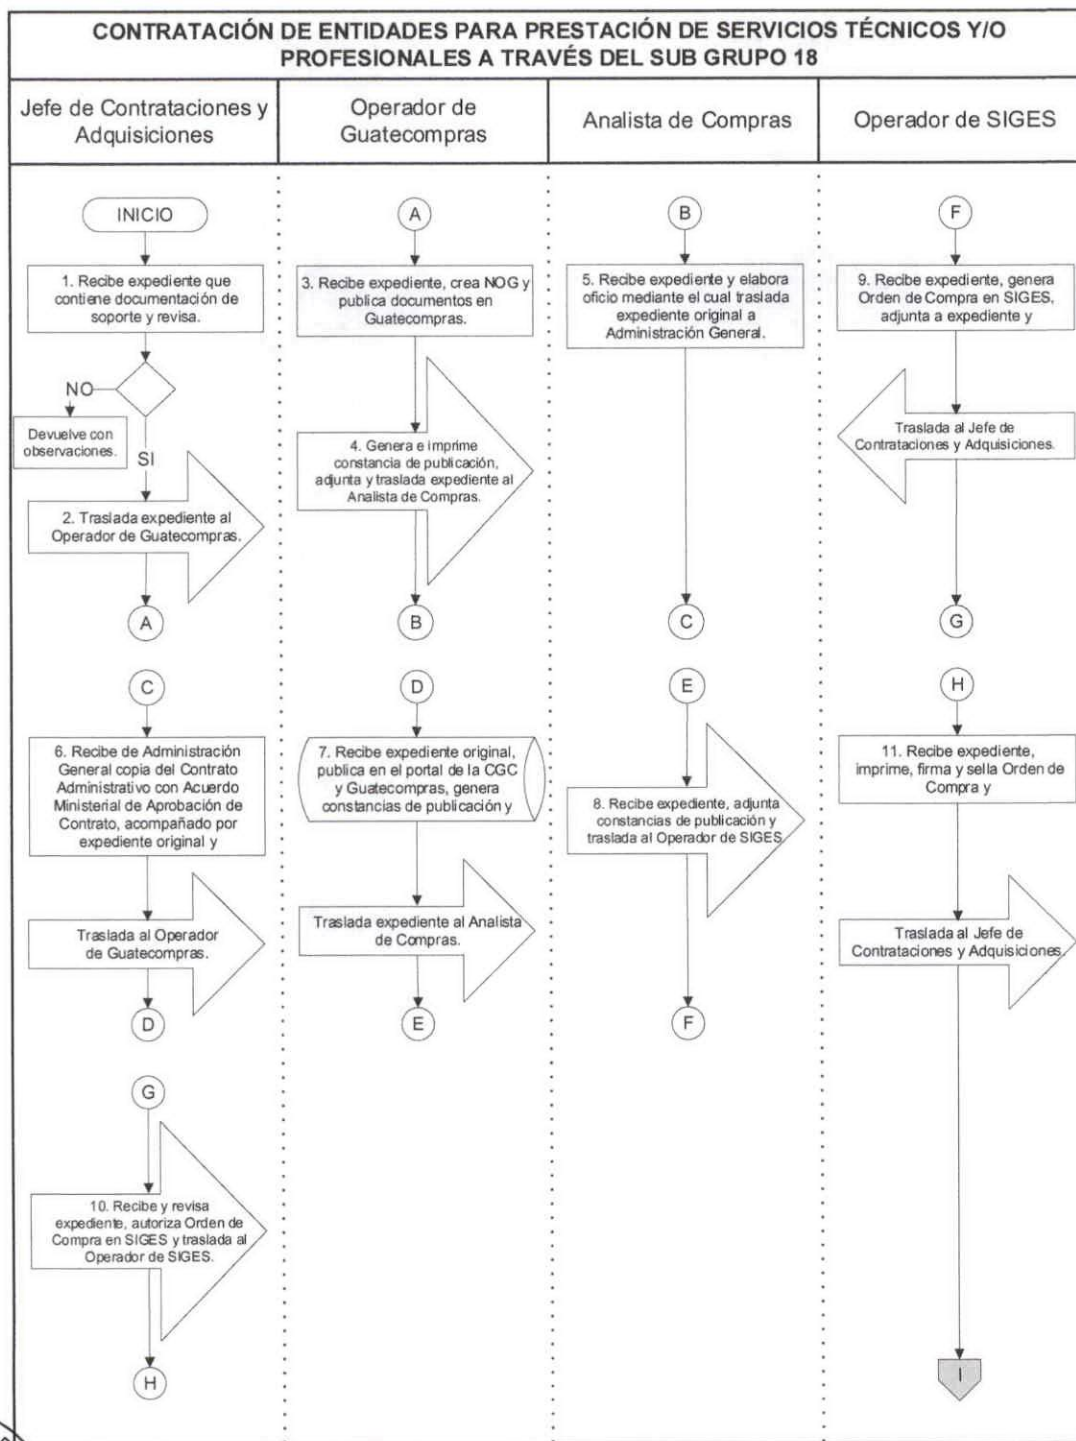 CONTRATACIÓN DE ENTIDADES PARA PRESTACIÓN DE SERVICIOS TÉCNICOS Y/O
PROFESIONALES A TRAVÉS DEL SUB GRUPO 18
Jefe de Contrataciones y
Adquisiciones
Operador de
Guatecompras
Analista de Compras
Operador de SIGES
INICIO
1. Recibe expediente que
contiene documentación de
soporte y revisa.
NO
Devuelve con
observaciones.
SI
2. Traslada expediente al
Operador de Guatecompras.
A
A
3. Recibe expediente, crea NOG y
publica documentos en
Guatecompras.
4. Genera e imprime
constancia de publicación,
adjunta y traslada expediente al
Analista de Compras.
B
B
5. Recibe expediente y elabora
oficio mediante el cual traslada
expediente original a
Administración General.
C
F
9. Recibe expediente, genera
Orden de Compra en SIGES,
adjunta a expediente y
Traslada al Jefe de
Contrataciones y Adquisiciones.
G
C
6. Recibe de Administración
General copia del Contrato
Administrativo con Acuerdo
Ministerial de Aprobación de
Contrato, acompañado por
expediente original y
Traslada al Operador
de Guatecompras.
D
D
7. Recibe expediente original,
publica en el portal de la CGC
y Guatecompras, genera
constancias de publicación y
Traslada expediente al Analista
de Compras.
E
E
8. Recibe expediente, adjunta
constancias de publicación y
traslada al Operador de SIGES
F
H
11. Recibe expediente,
imprime, firma y sella Orden de
Compra y
Traslada al Jefe de
Contrataciones y Adquisiciones.
I
G
10. Recibe y revisa
expediente, autoriza Orden de
Compra en SIGES y traslada al
Operador de SIGES.
H